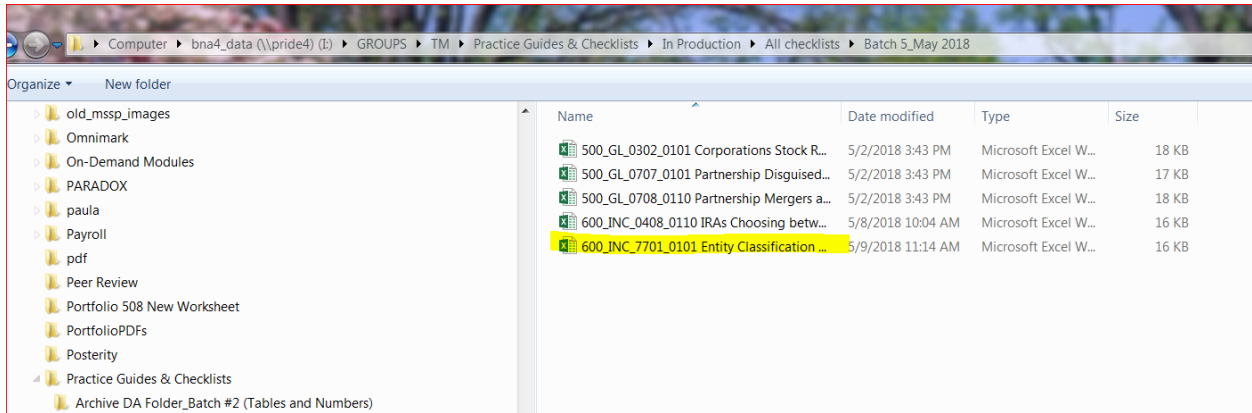 Computer bna4_data (\\pride4) (I:) GROUPS TM Practice Guides & Checklists In Production All checklists Batch 5_May 2018
Organize New folder
old_mssp_images
Omnimark
On-Demand Modules
PARADOX
paula
Payroll
pdf
Peer Review
Portfolio 508 New Worksheet
PortfolioPDFs
Posterity
Practice Guides & Checklists
Archive DA Folder_Batch #2 (Tables and Numbers)
Name Date modified Type Size
500_GL_0302_0101 Corporations Stock R... 5/2/2018 3:43 PM Microsoft Excel W... 18 KB
500_GL_0707_0101 Partnership Disguised... 5/2/2018 3:43 PM Microsoft Excel W... 17 KB
500_GL_0708_0110 Partnership Mergers a... 5/2/2018 3:43 PM Microsoft Excel W... 18 KB
600_INC_0408_0110 IRAs Choosing betw... 5/8/2018 10:04 AM Microsoft Excel W... 16 KB
600_INC_7701_0101 Entity Classification ... 5/9/2018 11:14 AM Microsoft Excel W... 16 KB